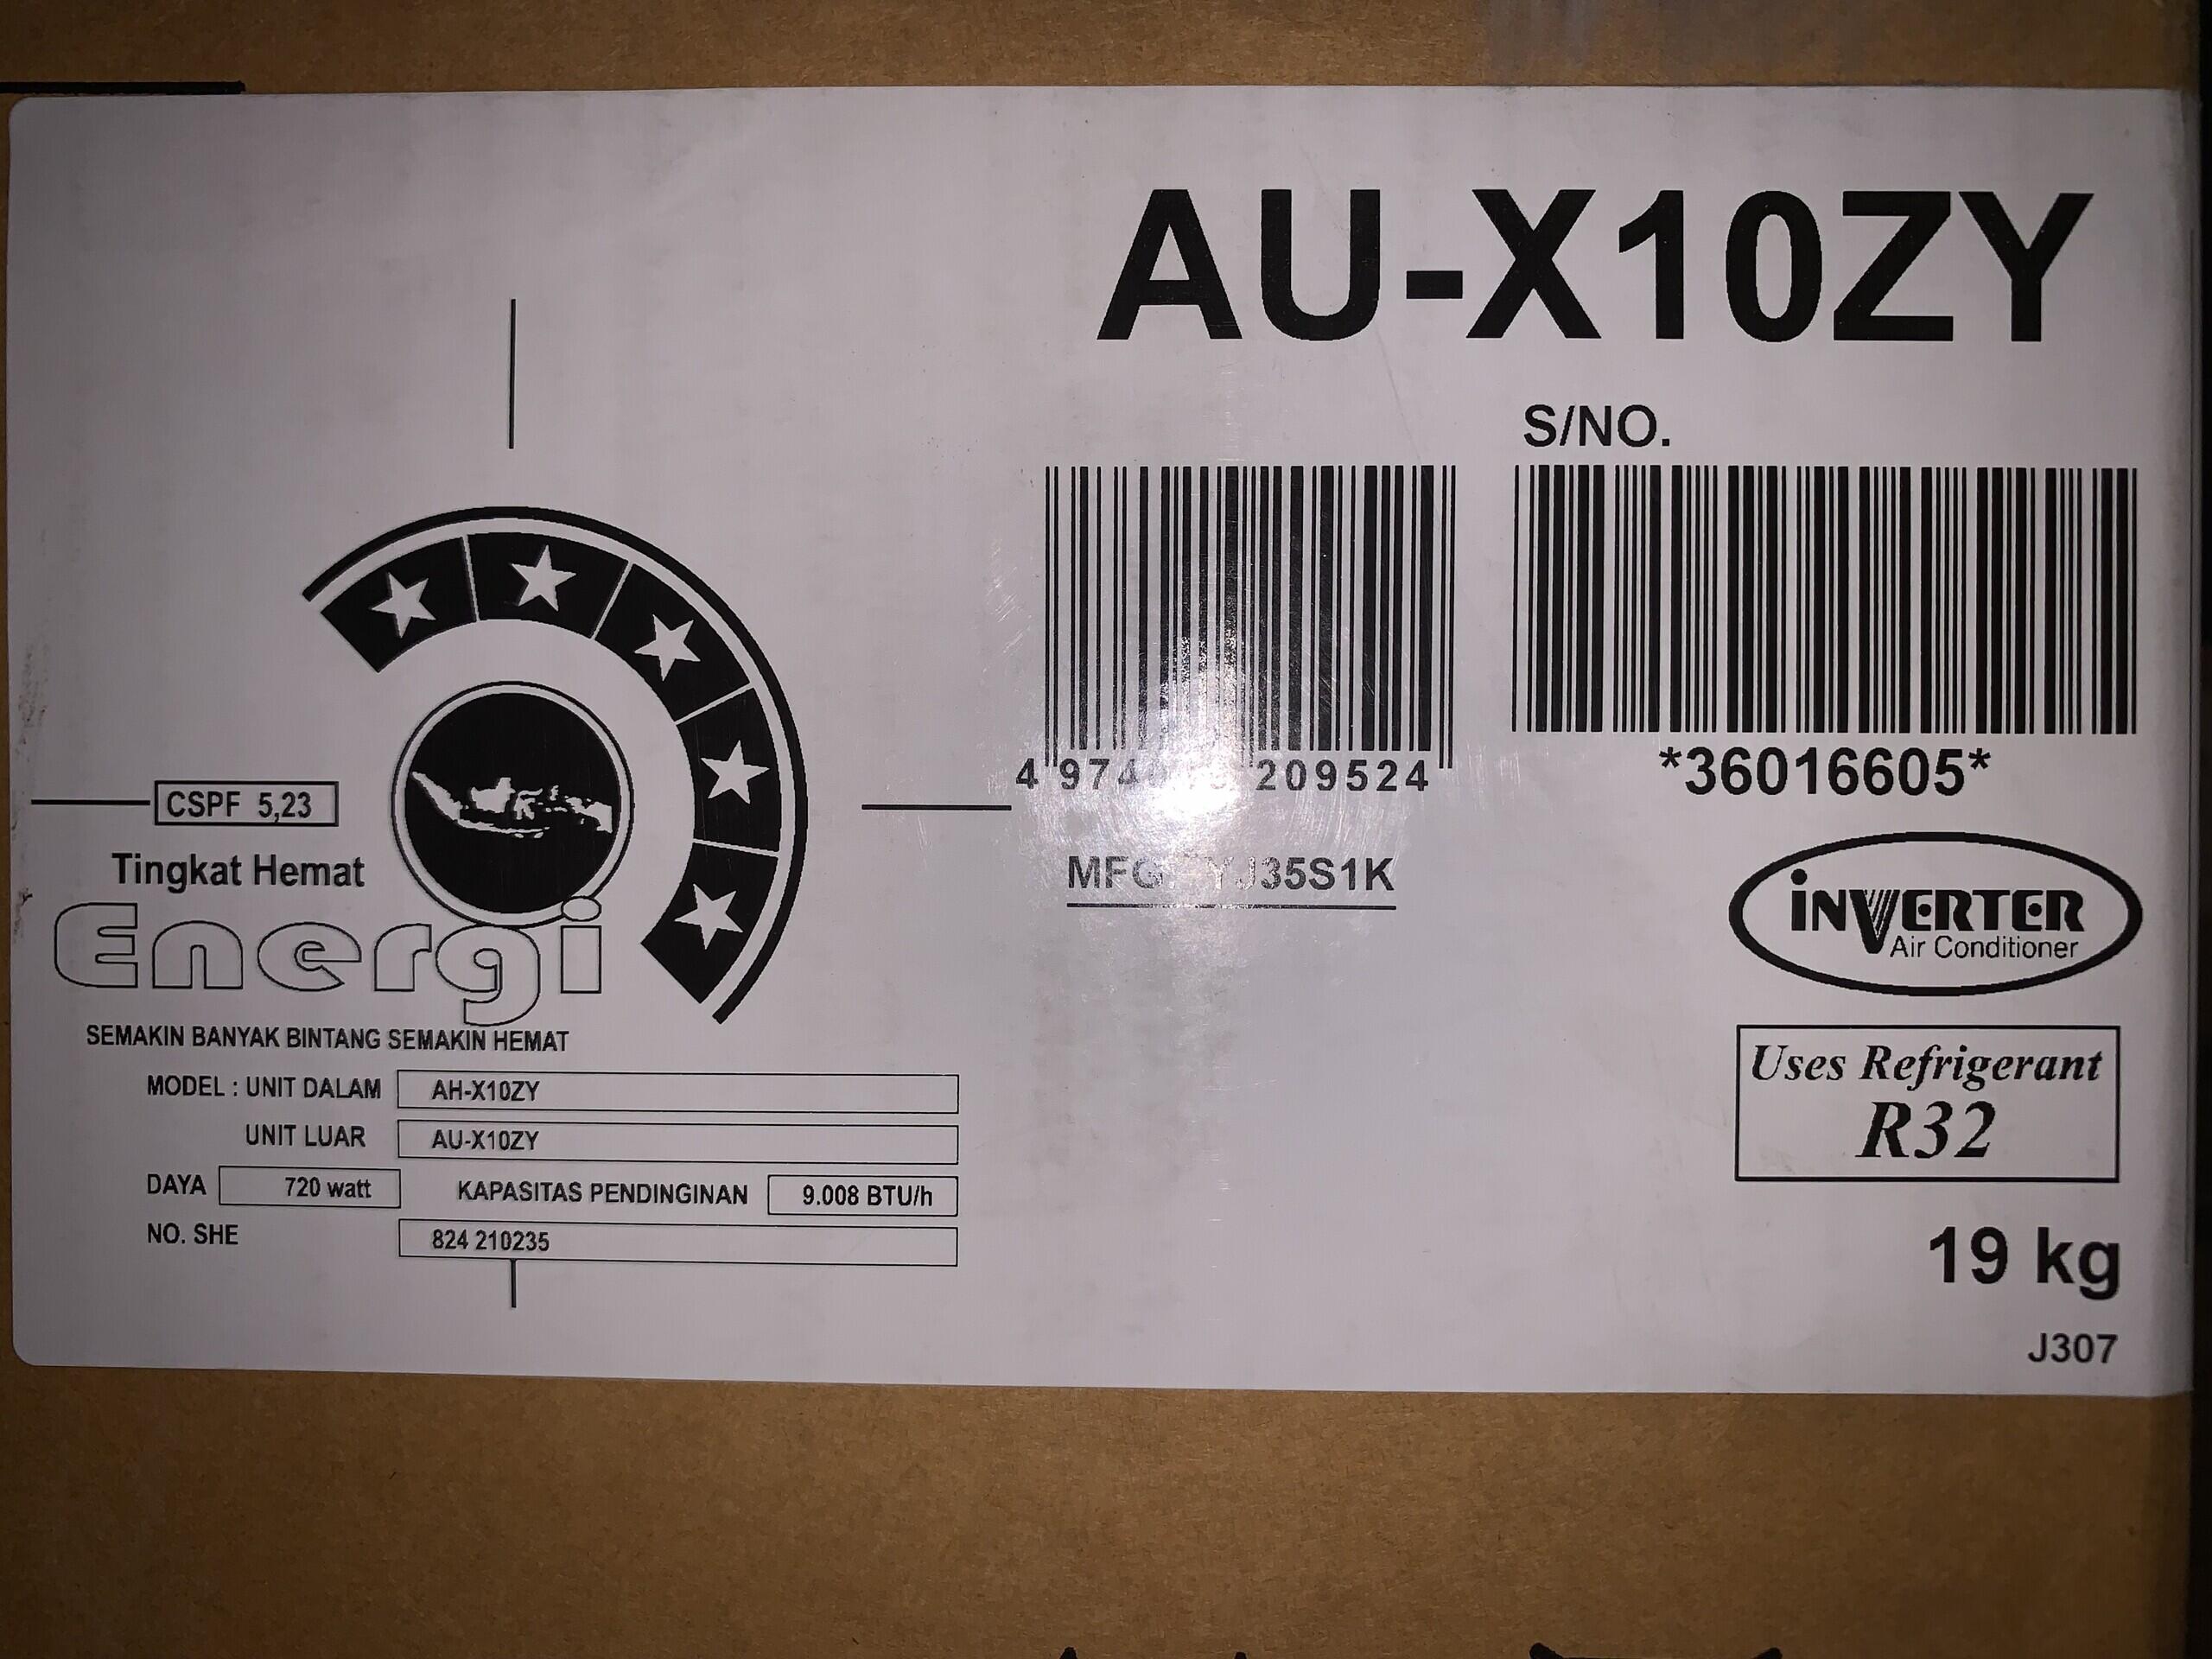 AU-X10ZY
S/NO.
209524
*36016605*
J35S1K
CSPF 5,23
Tingkat Hemat
Energi
SEMAKIN BANYAK BINTANG SEMAKIN HEMAT
MODEL : UNIT DALAM AH-X10ZY
UNIT LUAR AU-X10ZY
DAYA 720 watt KAPASITAS PENDINGINAN 9.008 BTU/h
NO. SHE 824 210235
INVERTER
Air Conditioner
Uses Refrigerant
R32
19 kg
J307